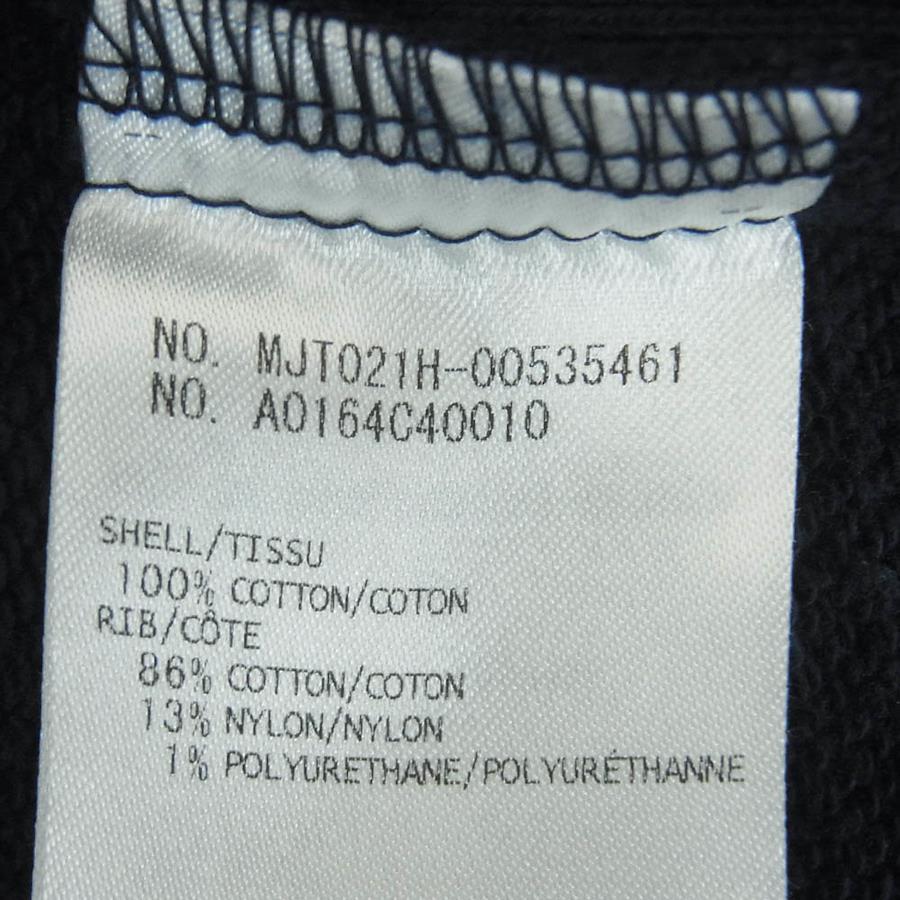 NO. MJT021H-00535461
NO. A0164C40010
SHELL/TISSU
100% COTTON/COTON
RIB/CÔTE
86% COTTON/COTON
13% NYLON/NYLON
1% POLYURETHANE/POLYURÉTHANNE